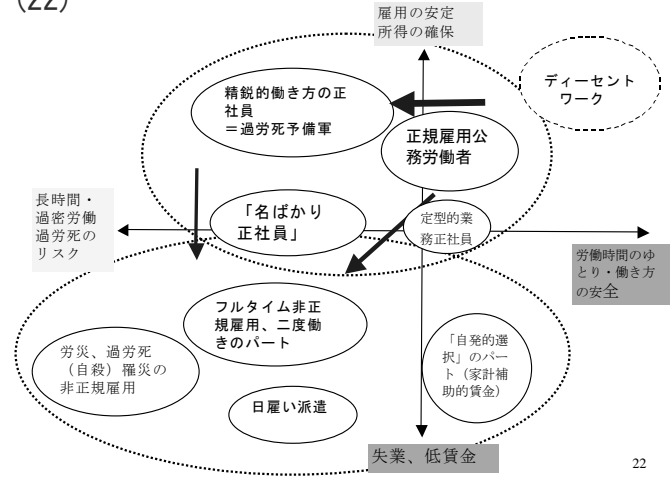 (22)
雇用の安定
所得の確保
ディーセント
ワーク
精鋭的働き方の正
社員
＝過労死予備軍
正規雇用公
務労働者
長時間・
過密労働
過労死の
リスク
「名ばかり
正社員」
定型的業
務正社員
労働時間のゆ
とり・働き方
の安全
フルタイム非正
規雇用、二度働
きのパート
労災、過労死
（自殺）罹災の
非正規雇用
「自発的選
択」のパー
ト（家計補
助的賃金）
日雇い派遣
失業、低賃金
22